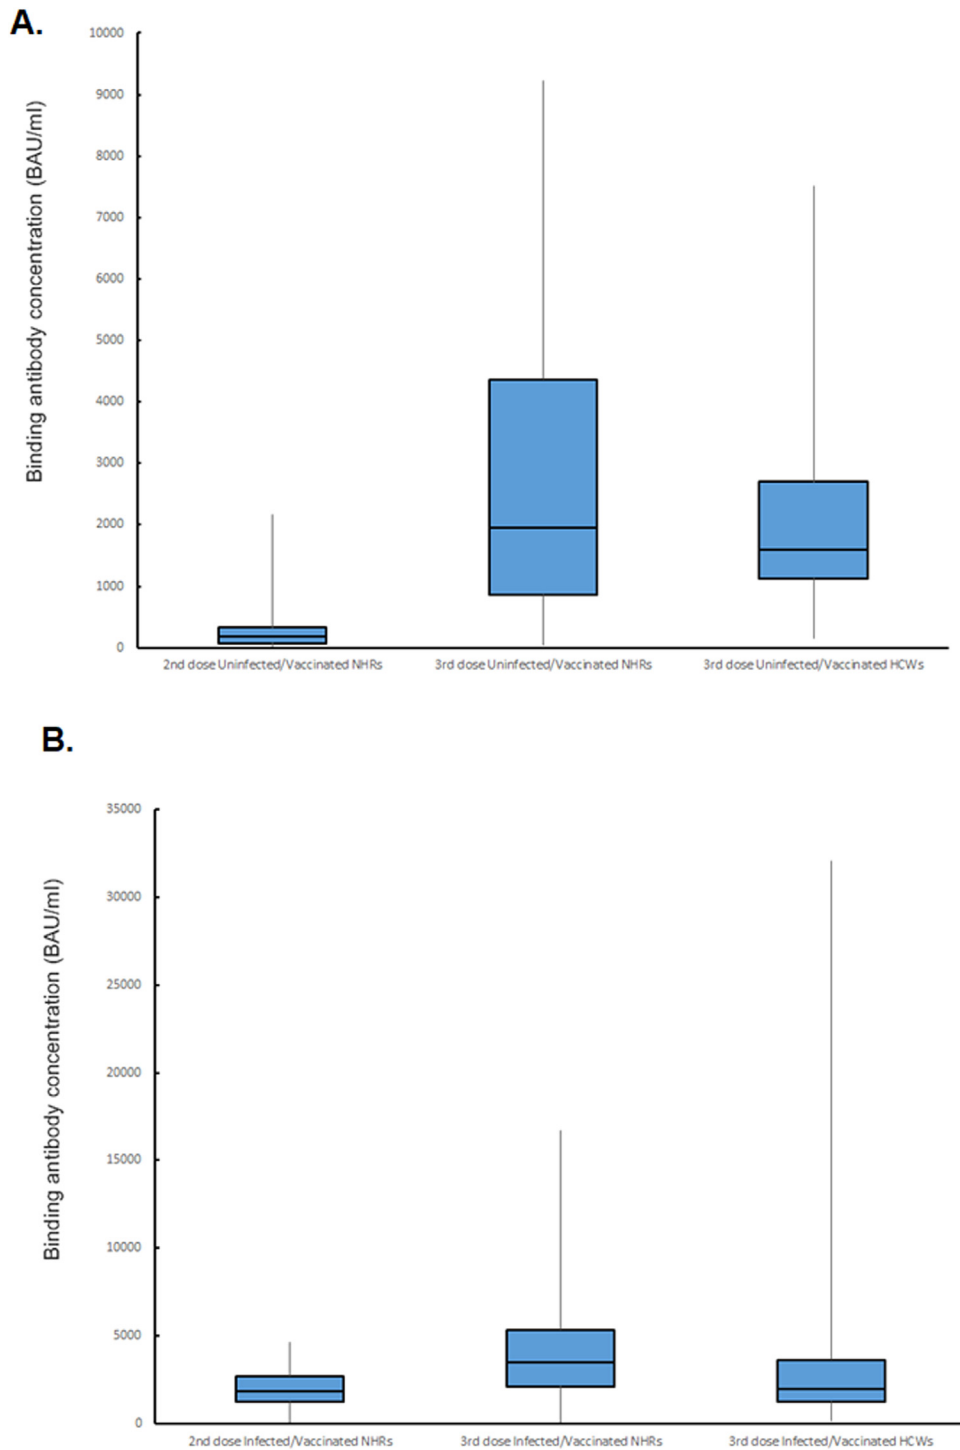 A.
Binding antibody concentration (BAU/ml)
10000
9000
8000
7000
6000
5000
4000
3000
2000
1000
0
2nd dose Uninfected/Vaccinated NHRs
3rd dose Uninfected/Vaccinated NHRs
3rd dose Uninfected/Vaccinated HCWs
B.
Binding antibody concentration (BAU/ml)
35000
30000
25000
20000
15000
10000
5000
0
2nd dose Infected/Vaccinated NHRs
3rd dose Infected/Vaccinated NHRs
3rd dose Infected/Vaccinated HCWs